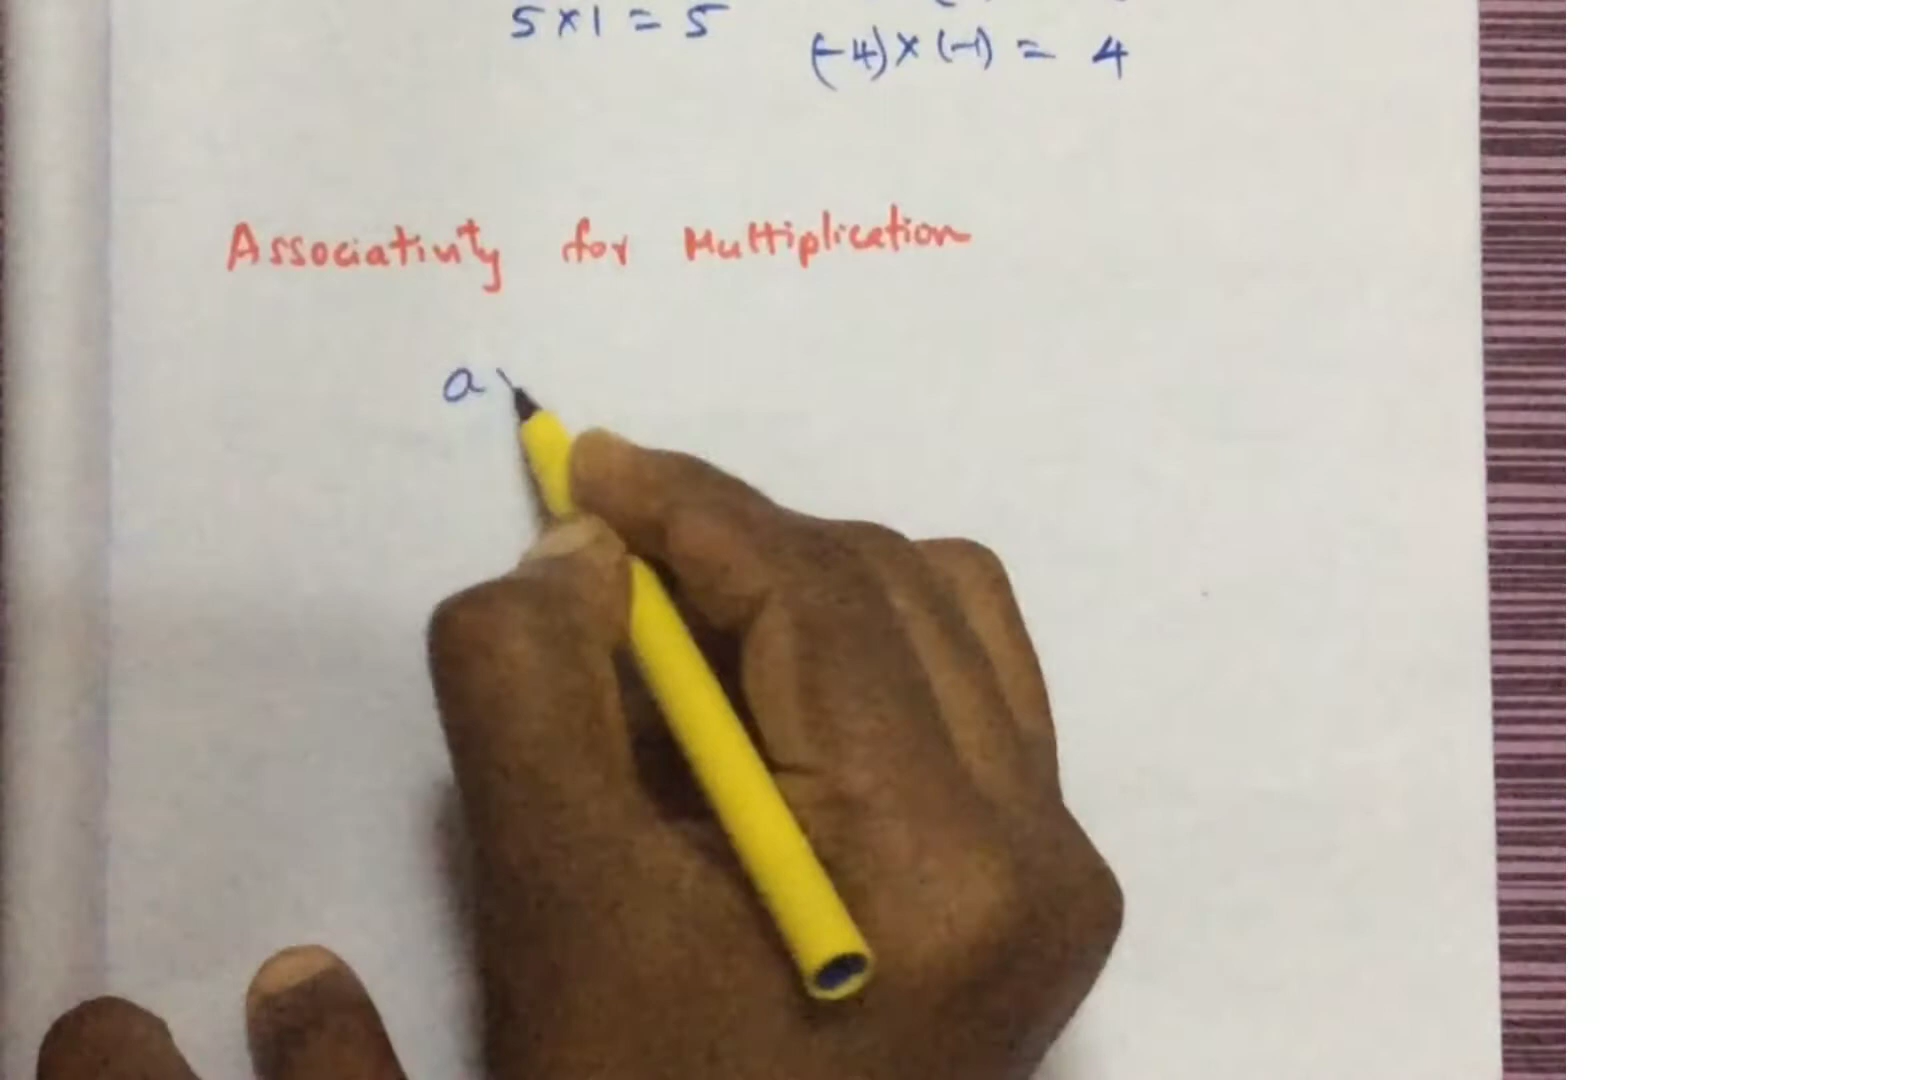 5 × 1 = 5
(-4) × (-1) = 4
Associativity for Multiplication
a